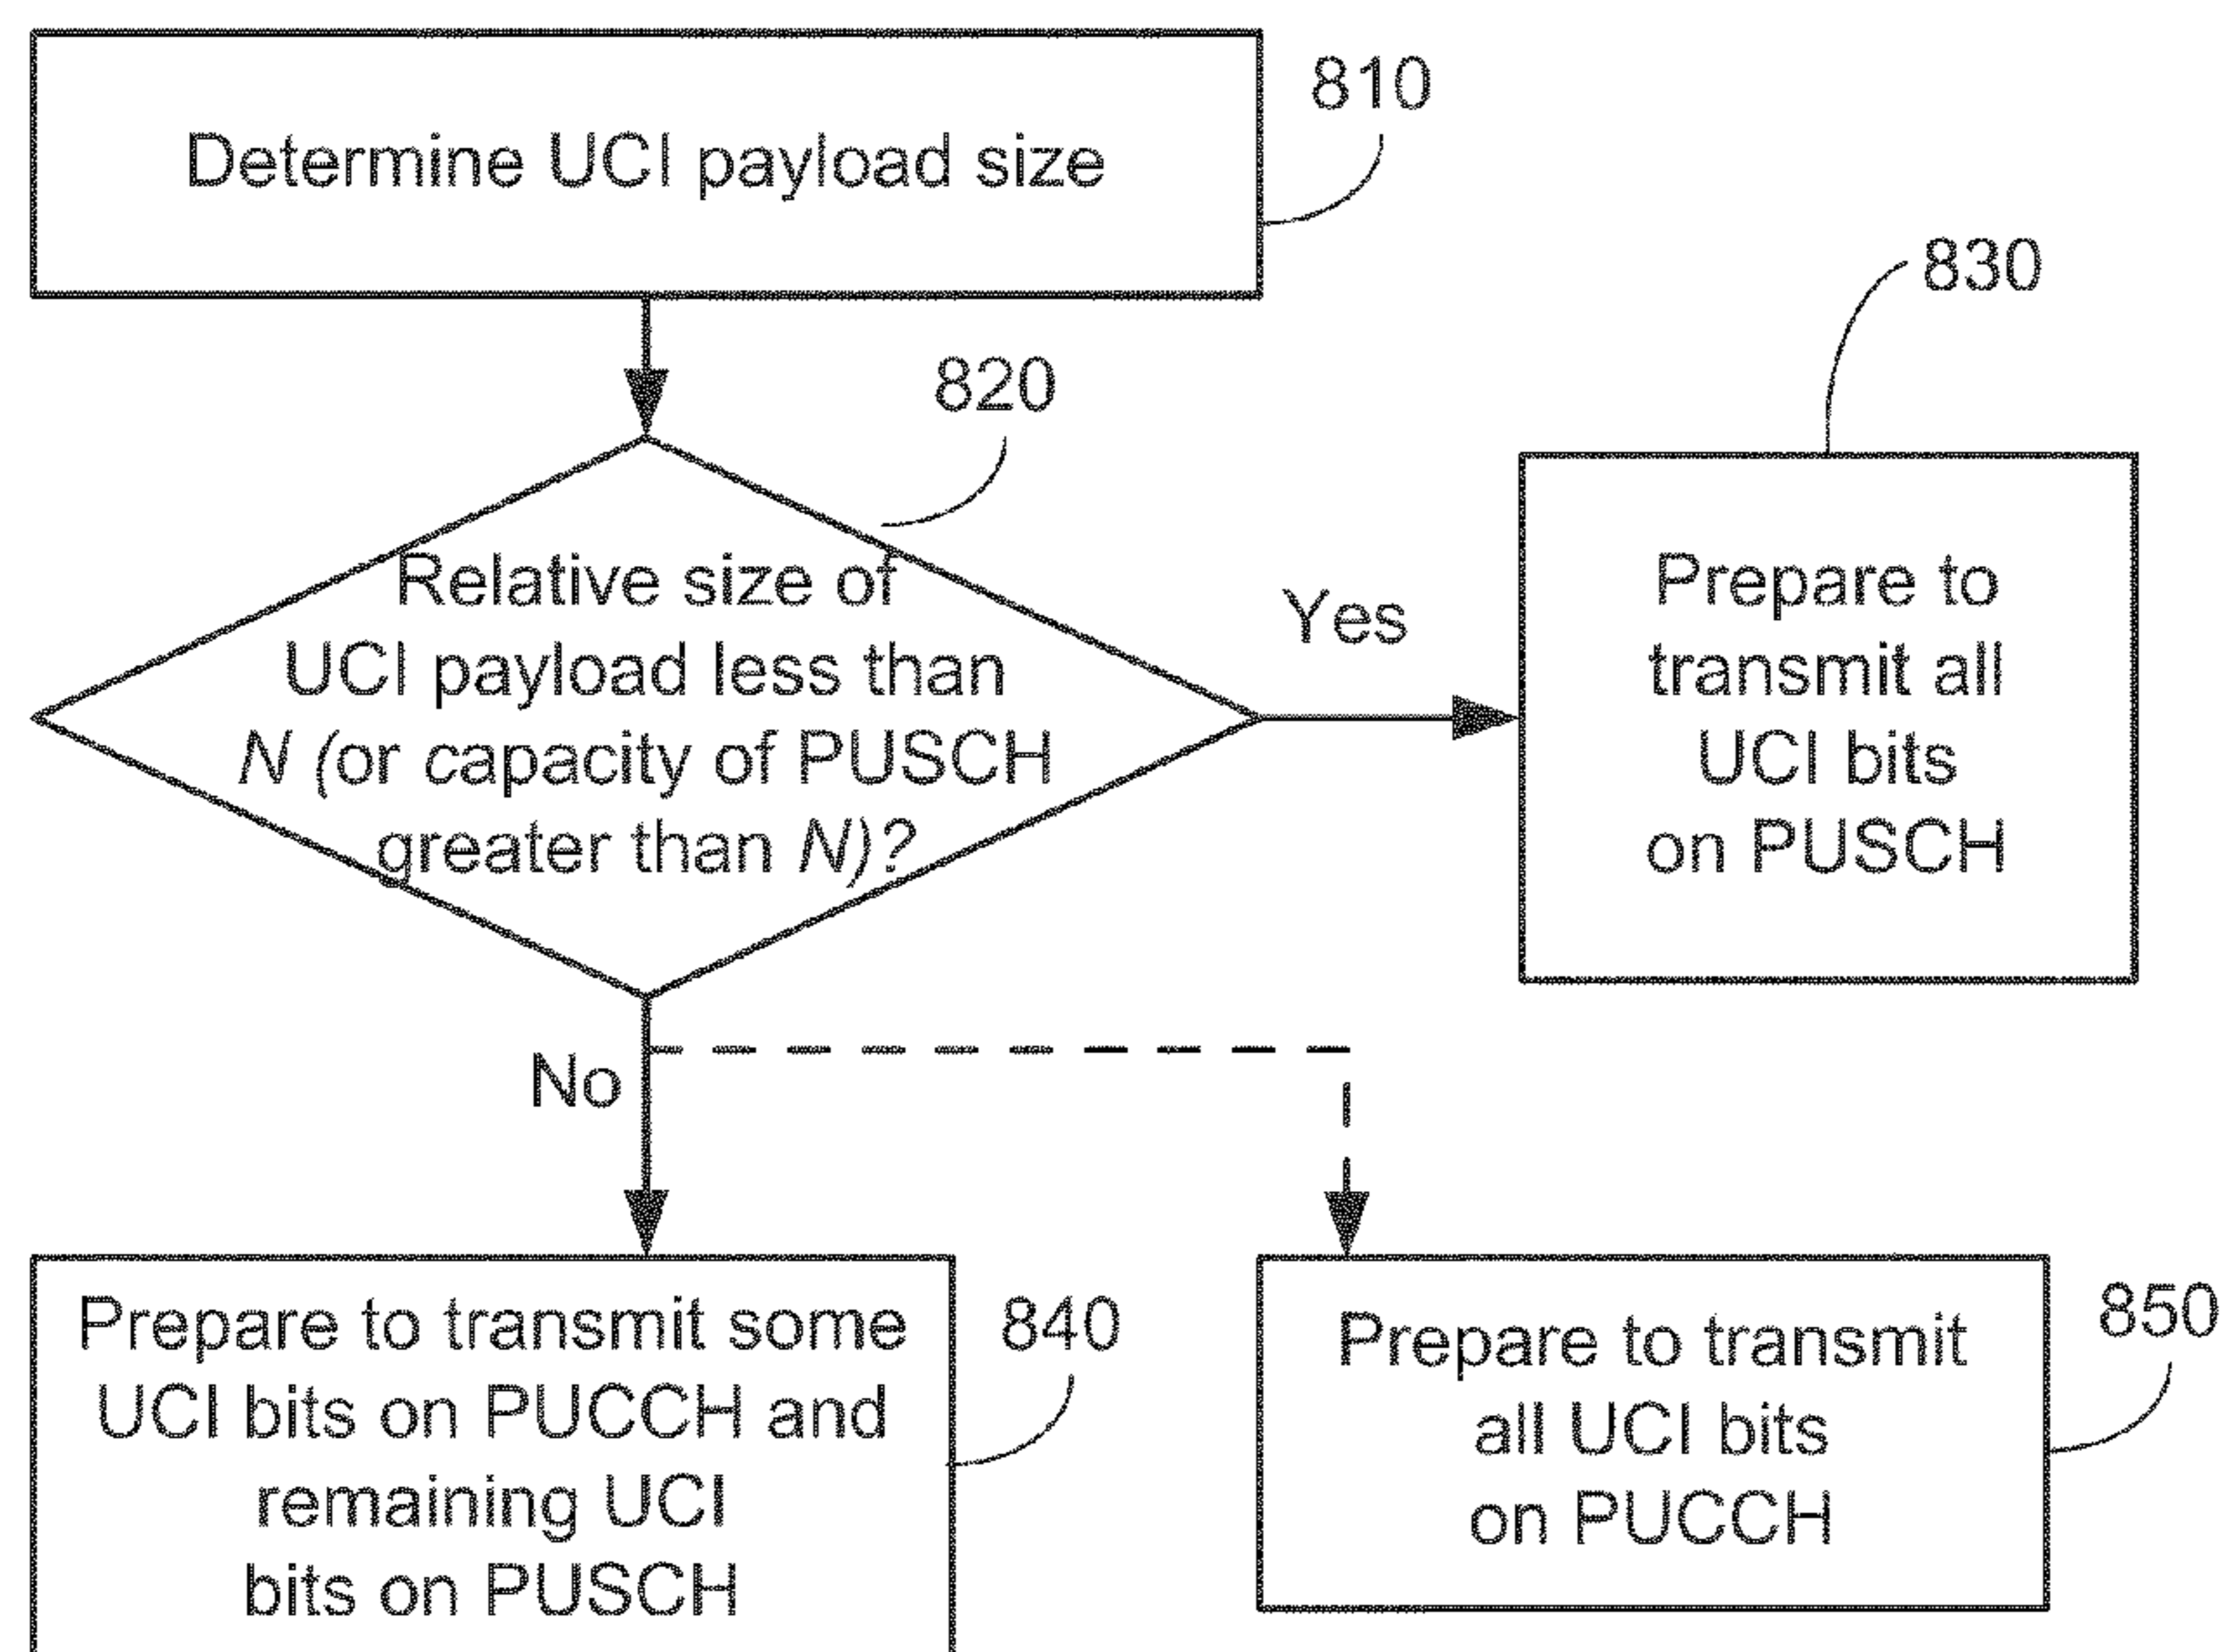 Determine UCI payload size
810
820
830
Relative size of
UCI payload less than
N (or capacity of PUSCH
greater than N)?
Yes
Prepare to
transmit all
UCI bits
on PUSCH
No
Prepare to transmit some
UCI bits on PUCCH and
remaining UCI
bits on PUSCH
840
Prepare to transmit
all UCI bits
on PUCCH
850